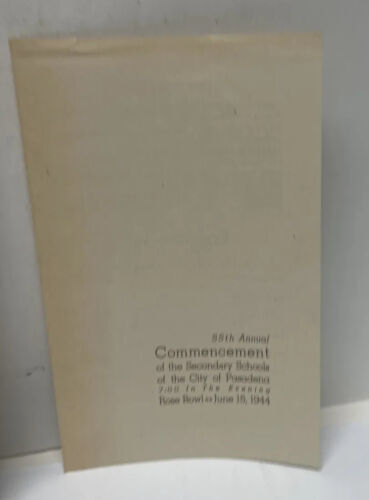 55th Annual
Commencement
of the Secondary Schools
of the City of Pasadena
7:00 In The Evening
Rose Bowl June 15, 1944